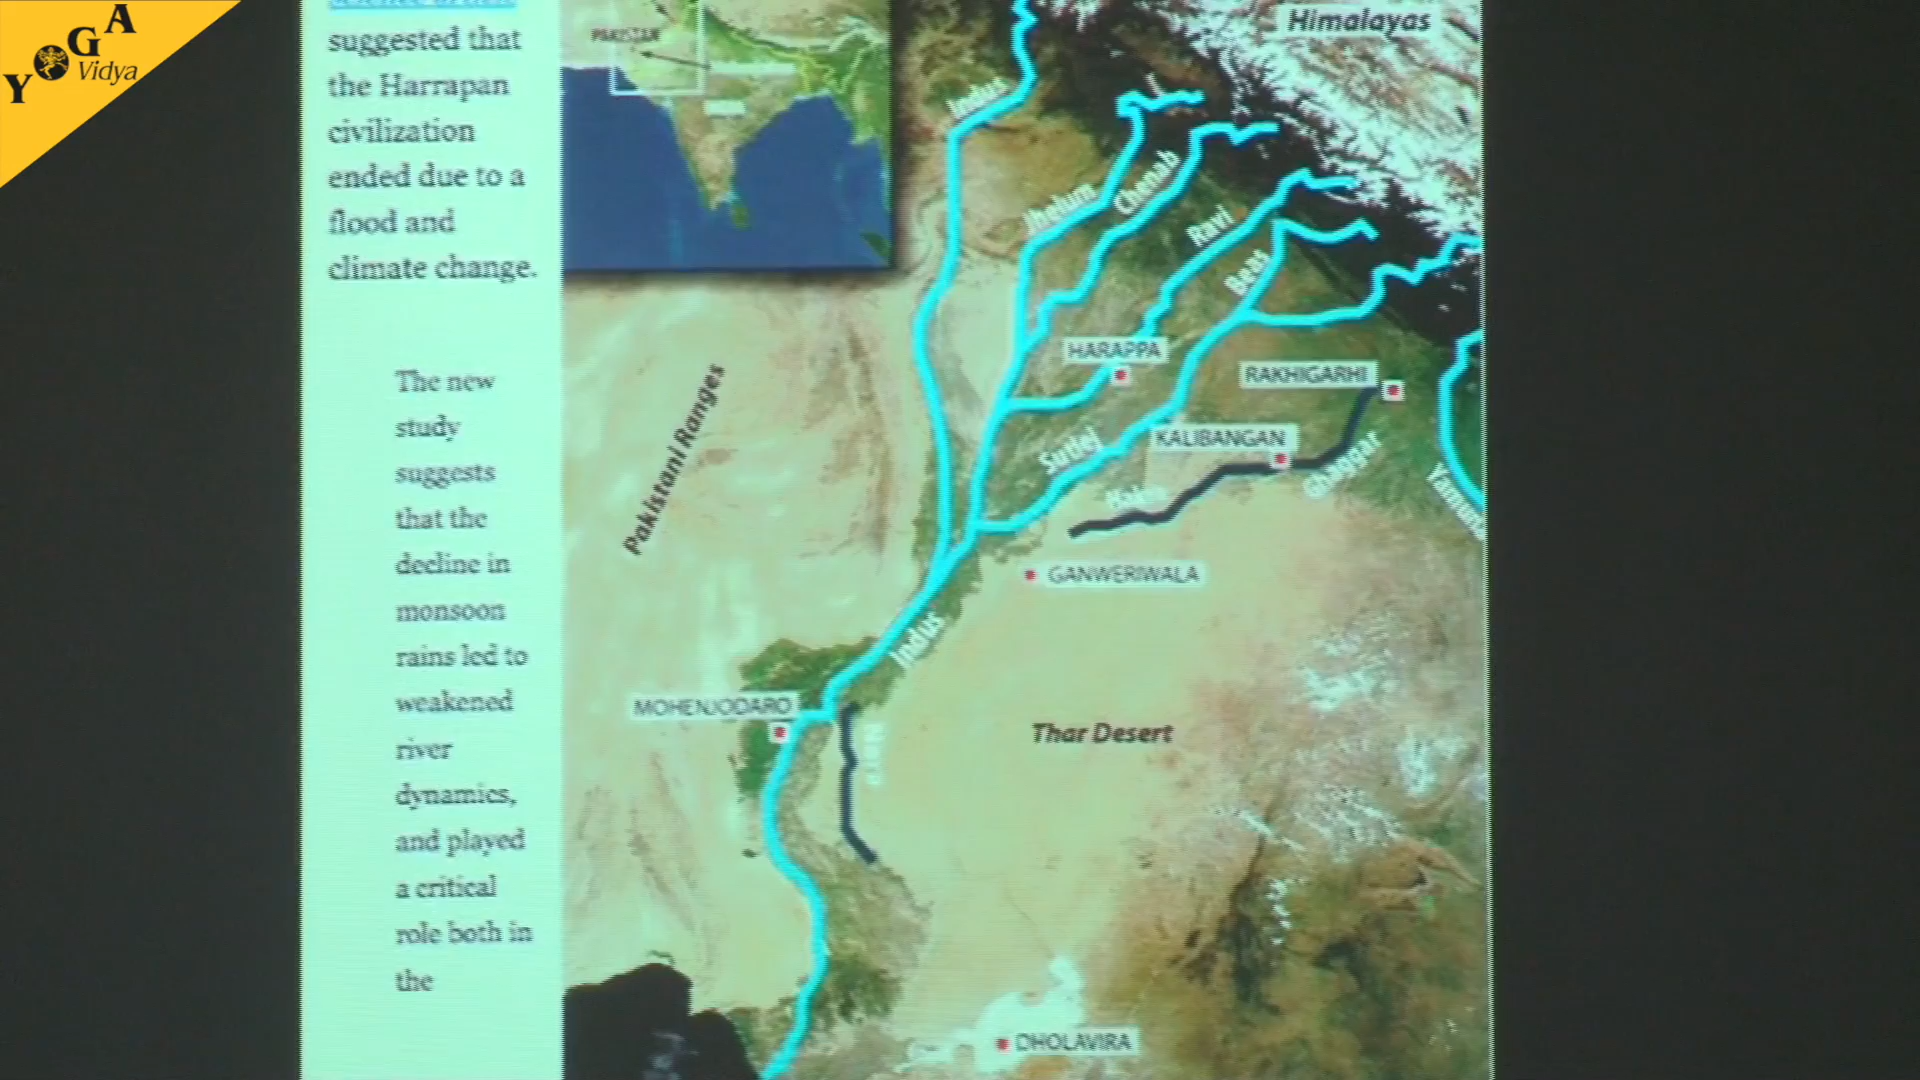 YOGA
Vidya
suggested that
the Harrapan
civilization
ended due to a
flood and
climate change.
The new
study
suggests
that the
decline in
monsoon
rains led to
weakened
river
dynamics,
and played
a critical
role both in
the
PAKISTAN
Himalayas
Indus
Jhelum
Chenab
Ravi
Beas
HARAPPA
RAKHIGARHI
Pakistani Ranges
KALIBANGAN
Sutlej
Ghaggar
Yamuna
Hakra
GANWERIWALA
Indus
MOHENJODARO
Nara
Thar Desert
DHOLAVIRA